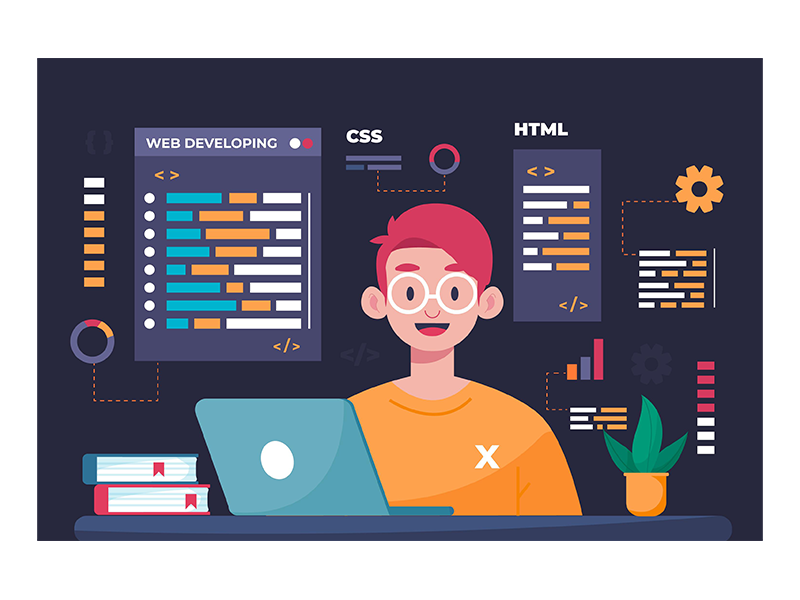 WEB DEVELOPING
< >
</>
CSS
HTML
< >
</>
{ }
</>
X